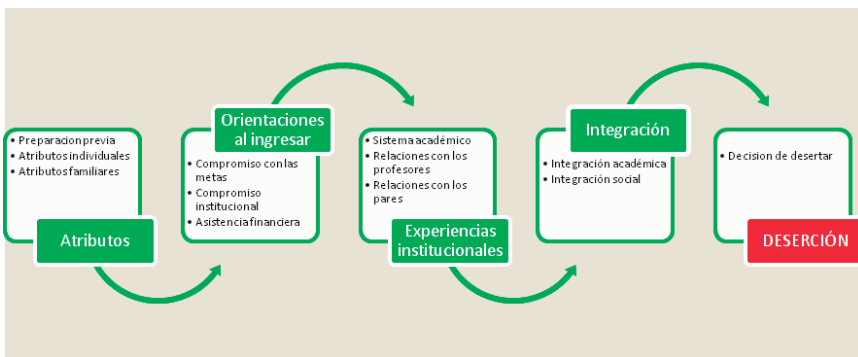 • Preparacion previa
• Atributos individuales
• Atributos familiares
Atributos
Orientaciones
al ingresar
• Compromiso con las
metas
• Compromiso
institucional
• Asistencia financiera
• Sistema académico
• Relaciones con los
profesores
• Relaciones con los
pares
Experiencias
institucionales
Integración
• Integración académica
• Integración social
• Decision de desertar
DESERCIÓN